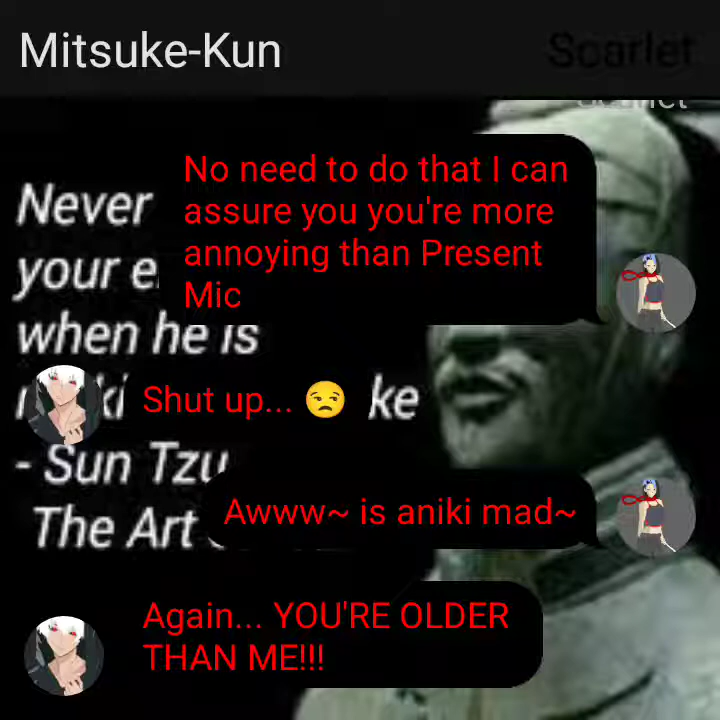 Mitsuke-Kun
Scarlet
No need to do that I can
assure you you're more
annoying than Present
Mic
Never
your
when he is
Shut up... 😒
ke
- Sun Tzu
The Art
Awww~ is aniki mad~
Again... YOU'RE OLDER
THAN ME!!!